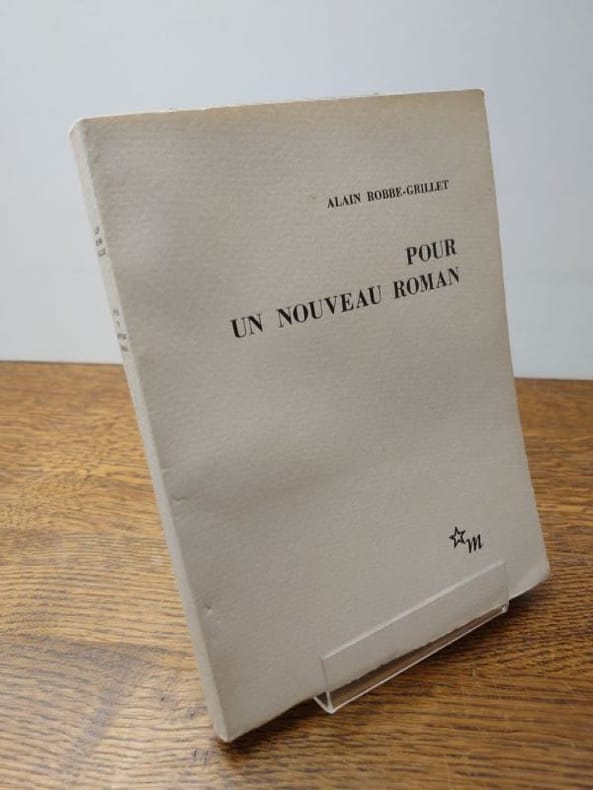 ALAIN ROBBE-GRILLET
POUR
UN NOUVEAU ROMAN
m